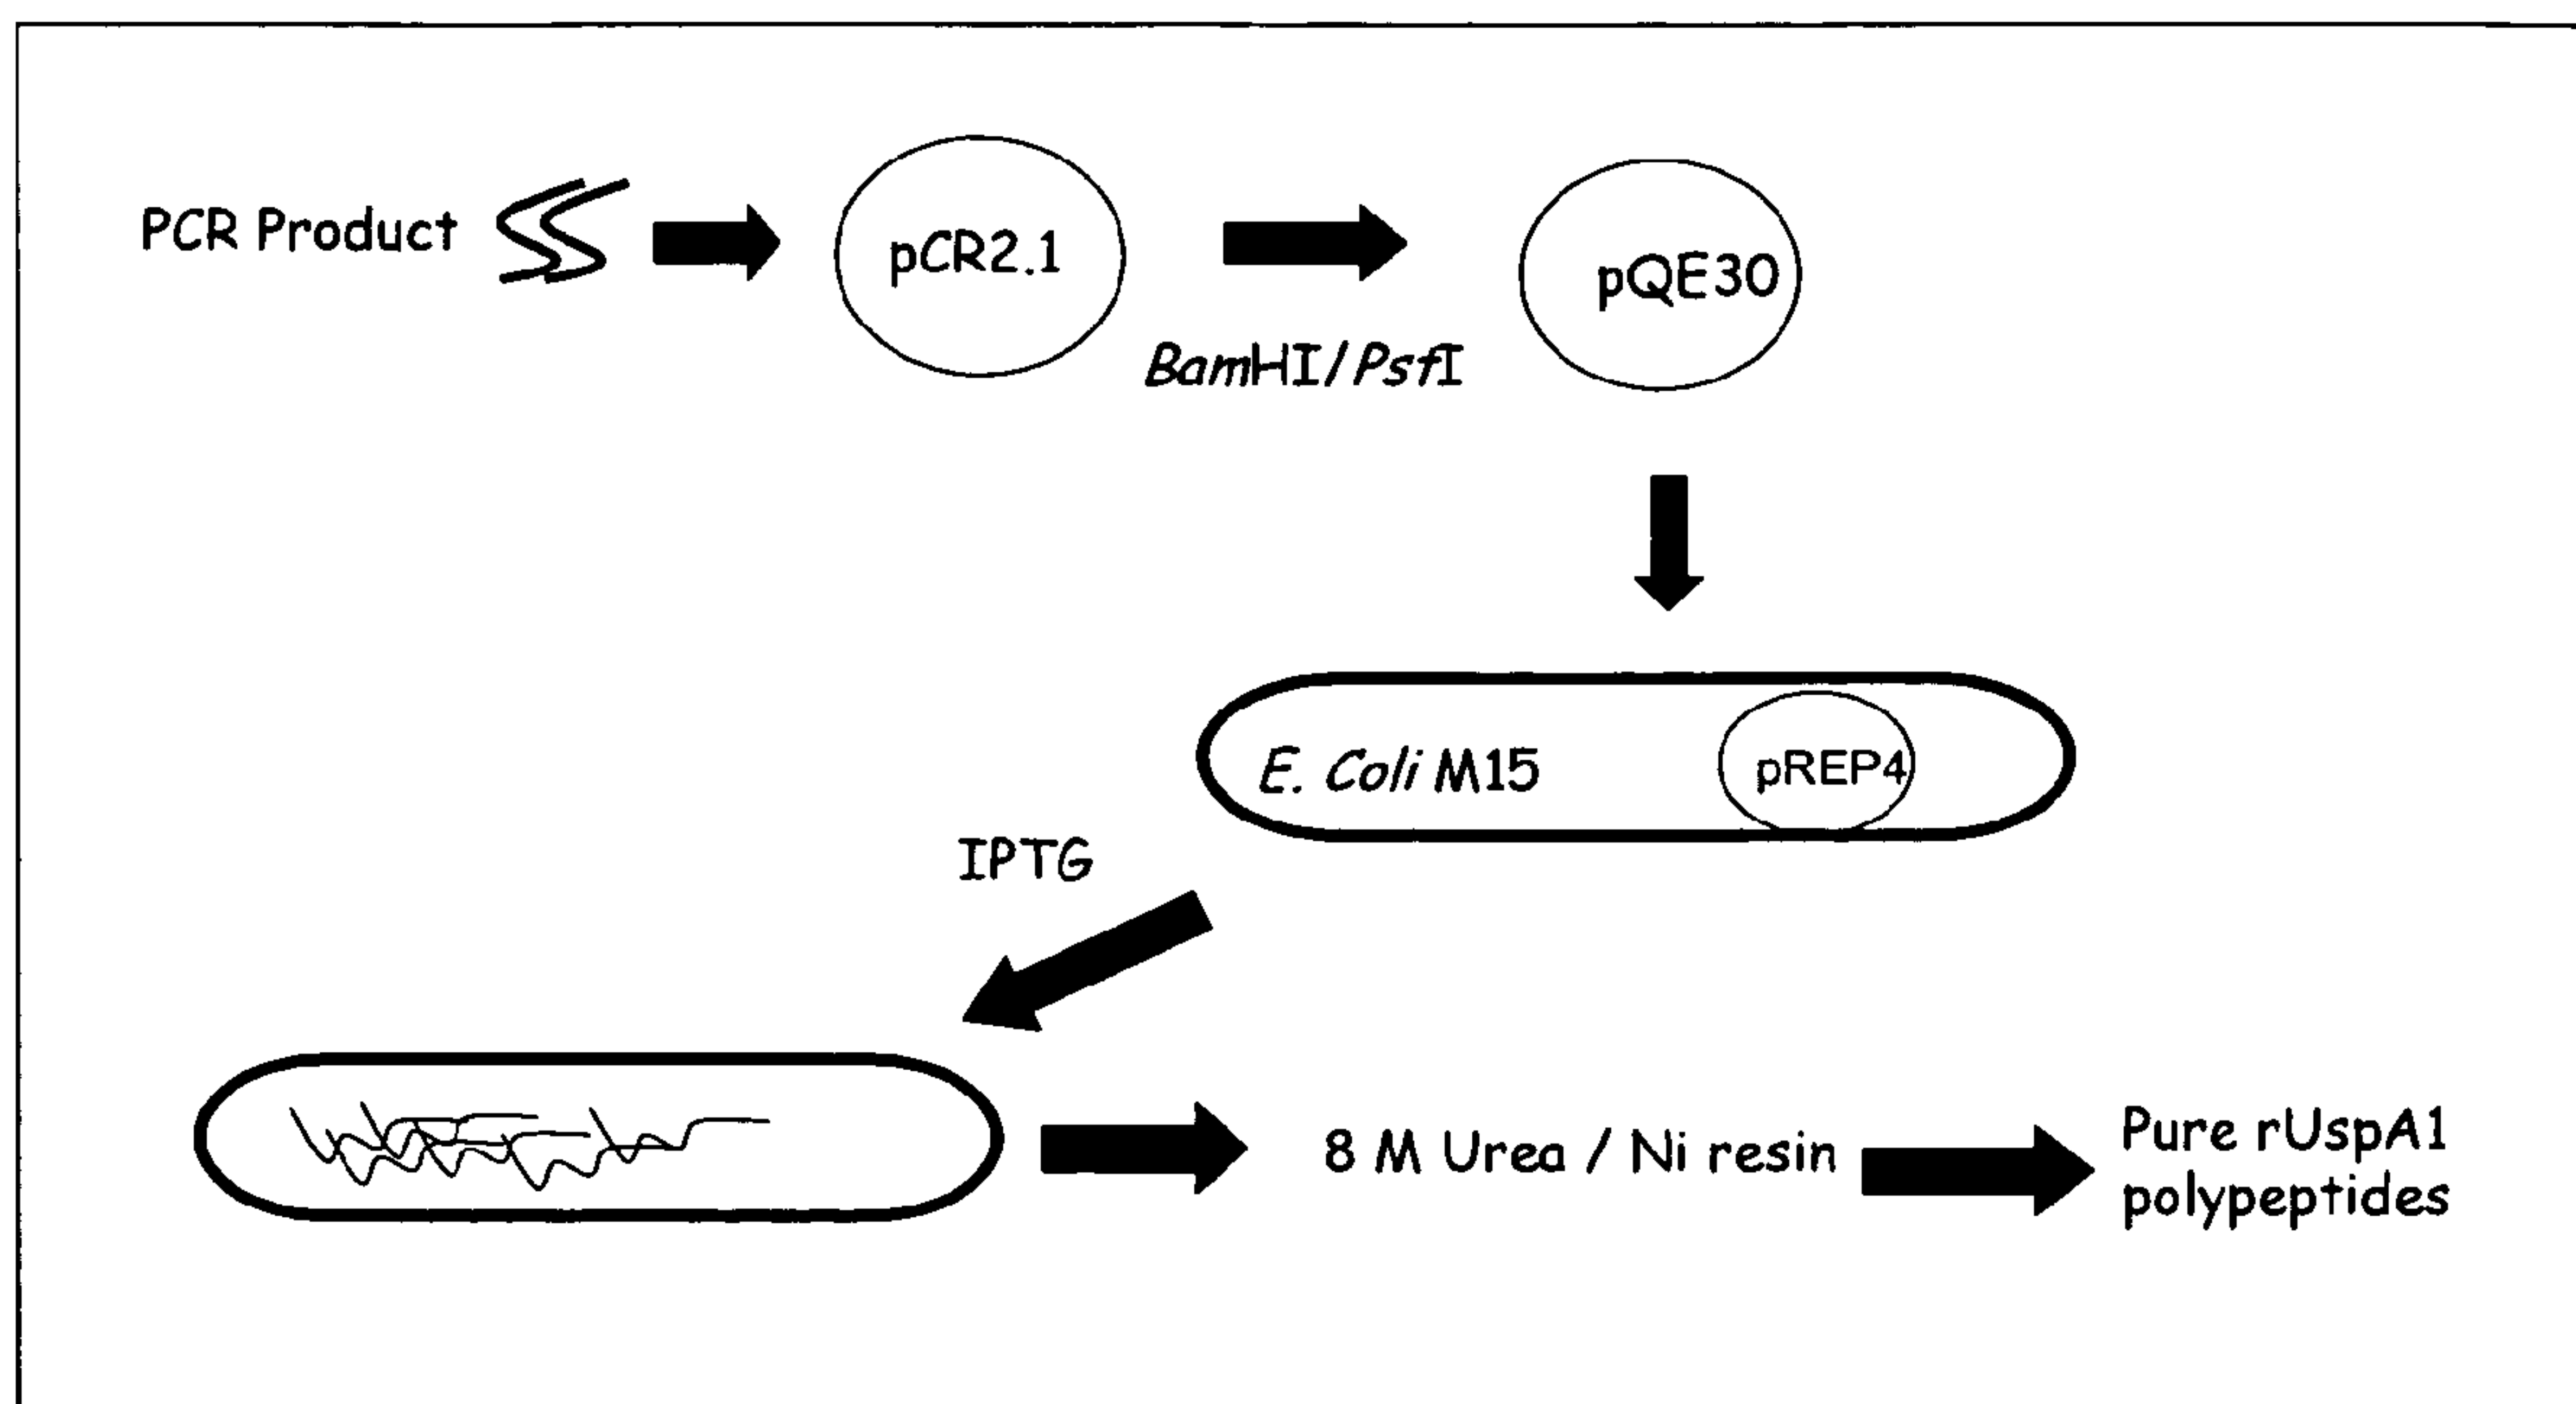 PCR Product
pCR2.1
pQE30
BamHI/PstI
E. Coli M15
pREP4
IPTG
8 M Urea / Ni resin
Pure rUspA1
polypeptides